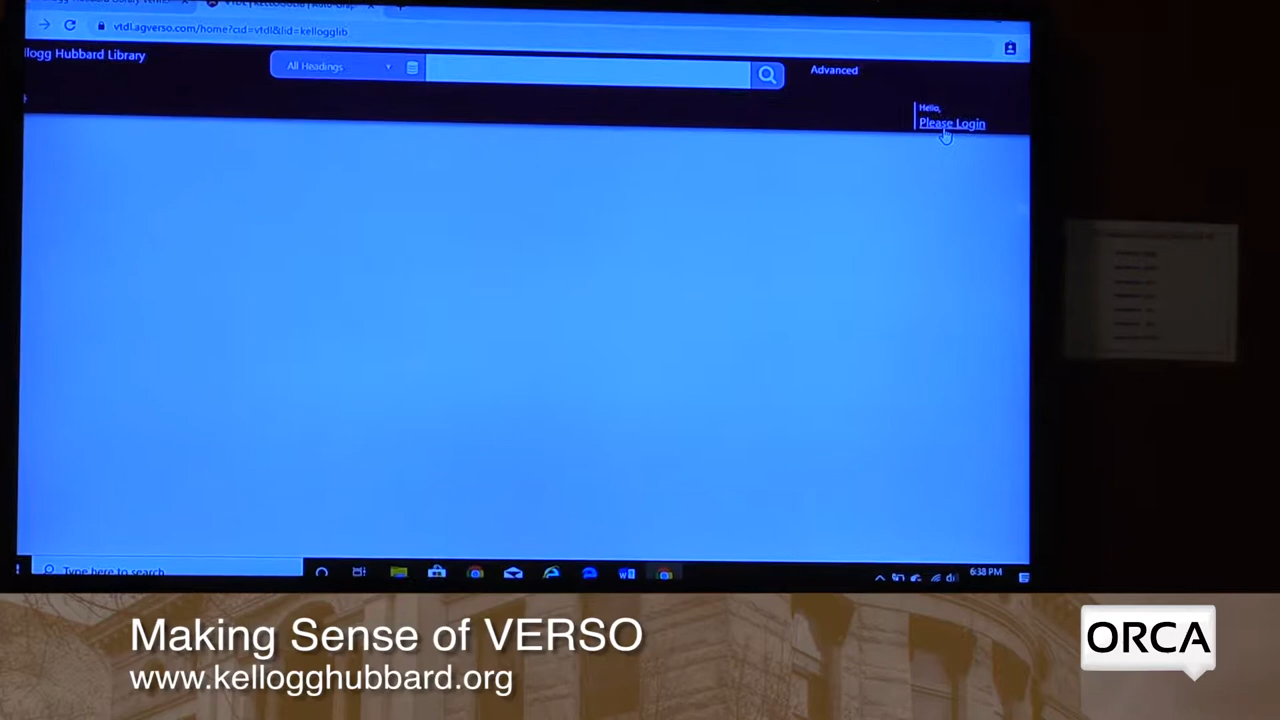 vtdl.agverso.com/home?cid=vtdl&lid=kellogglib
llogg Hubbard Library
All Headings
Advanced
Hello,
Please Login
Type here to search
6:38 PM
Making Sense of VERSO
www.kellogghubbard.org
ORCA